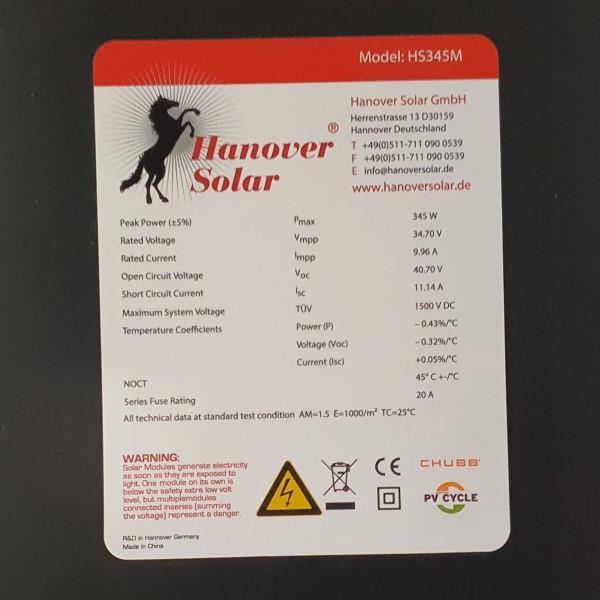 Model: HS345M
Hanover Solar GmbH
Herrenstrasse 13 D30159
Hannover Deutschland
T +49(0)511-711 090 0539
F +49(0)511-711 090 0539
E info@hanoversolar.de
www.hanoversolar.de
Hanover ®
Solar
Peak Power (±5%) Pmax 345 W
Rated Voltage Vmpp 34.70 V
Rated Current Impp 9.96 A
Open Circuit Voltage Voc 40.70 V
Short Circuit Current Isc 11.14 A
Maximum System Voltage TÜV 1500 V DC
Temperature Coefficients Power (P) -0.43%/°C
Voltage (Voc) -0.32%/°C
Current (Isc) +0.05%/°C
NOCT 45°C +-/°C
Series Fuse Rating 20 A
All technical data at standard test condition AM=1.5 E=1000/m² TC=25°C
WARNING:
Solar Modules generate electricity
as soon as they are exposed to
light. One module on its own is
below the safety extra low volt
level, but multiplemodules
connected inseries (summing
the voltage) represent a danger.
CE
CHUBB
PV CYCLE
R&D in Hannover Germany
Made in China